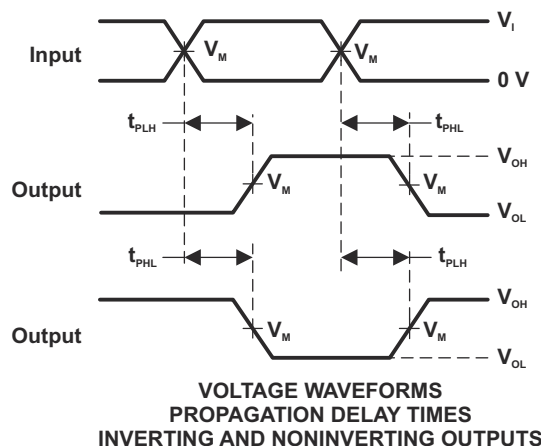 V_I
Input V_M V_M
0 V
t_PLH t_PHL
V_OH
Output V_M V_M
V_OL
t_PHL t_PLH
V_OH
Output V_M V_M
V_OL
VOLTAGE WAVEFORMS
PROPAGATION DELAY TIMES
INVERTING AND NONINVERTING OUTPUTS